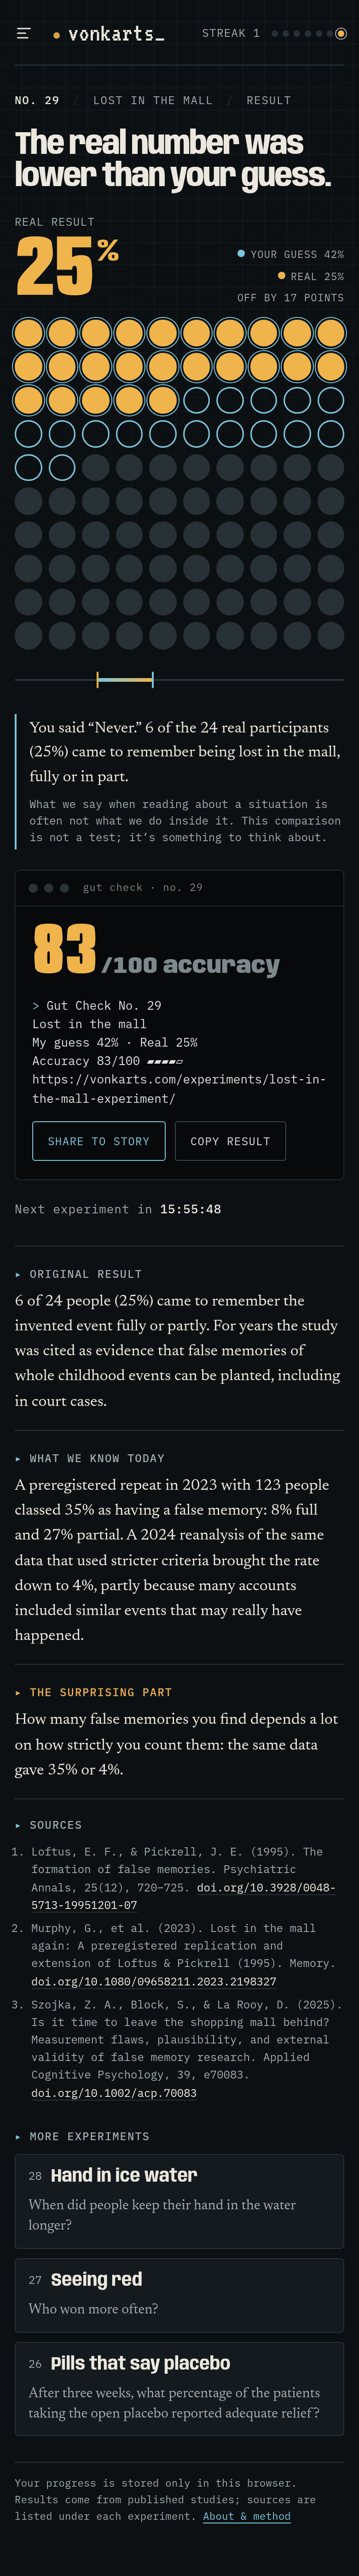 vonkarts_ STREAK 1
NO. 29 / LOST IN THE MALL / RESULT
The real number was
lower than your guess.
REAL RESULT
25%
YOUR GUESS 42%
REAL 25%
OFF BY 17 POINTS
You said “Never.” 6 of the 24 real participants
(25%) came to remember being lost in the mall,
fully or in part.
What we say when reading about a situation is
often not what we do inside it. This comparison
is not a test; it’s something to think about.
gut check · no. 29
83/100 accuracy
> Gut Check No. 29
Lost in the mall
My guess 42% · Real 25%
Accuracy 83/100 ▰▰▰▰▱
https://vonkarts.com/experiments/lost-in-
the-mall-experiment/
SHARE TO STORY COPY RESULT
Next experiment in 15:55:48
▸ ORIGINAL RESULT
6 of 24 people (25%) came to remember the
invented event fully or partly. For years the study
was cited as evidence that false memories of
whole childhood events can be planted, including
in court cases.
▸ WHAT WE KNOW TODAY
A preregistered repeat in 2023 with 123 people
classed 35% as having a false memory: 8% full
and 27% partial. A 2024 reanalysis of the same
data that used stricter criteria brought the rate
down to 4%, partly because many accounts
included similar events that may really have
happened.
▸ THE SURPRISING PART
How many false memories you find depends a lot
on how strictly you count them: the same data
gave 35% or 4%.
▸ SOURCES
1. Loftus, E. F., & Pickrell, J. E. (1995). The
formation of false memories. Psychiatric
Annals, 25(12), 720–725. doi.org/10.3928/0048-
5713-19951201-07
2. Murphy, G., et al. (2023). Lost in the mall
again: A preregistered replication and
extension of Loftus & Pickrell (1995). Memory.
doi.org/10.1080/09658211.2023.2198327
3. Szojka, Z. A., Block, S., & La Rooy, D. (2025).
Is it time to leave the shopping mall behind?
Measurement flaws, plausibility, and external
validity of false memory research. Applied
Cognitive Psychology, 39, e70083.
doi.org/10.1002/acp.70083
▸ MORE EXPERIMENTS
28 Hand in ice water
When did people keep their hand in the water
longer?
27 Seeing red
Who won more often?
26 Pills that say placebo
After three weeks, what percentage of the patients
taking the open placebo reported adequate relief?
Your progress is stored only in this browser.
Results come from published studies; sources are
listed under each experiment. About & method